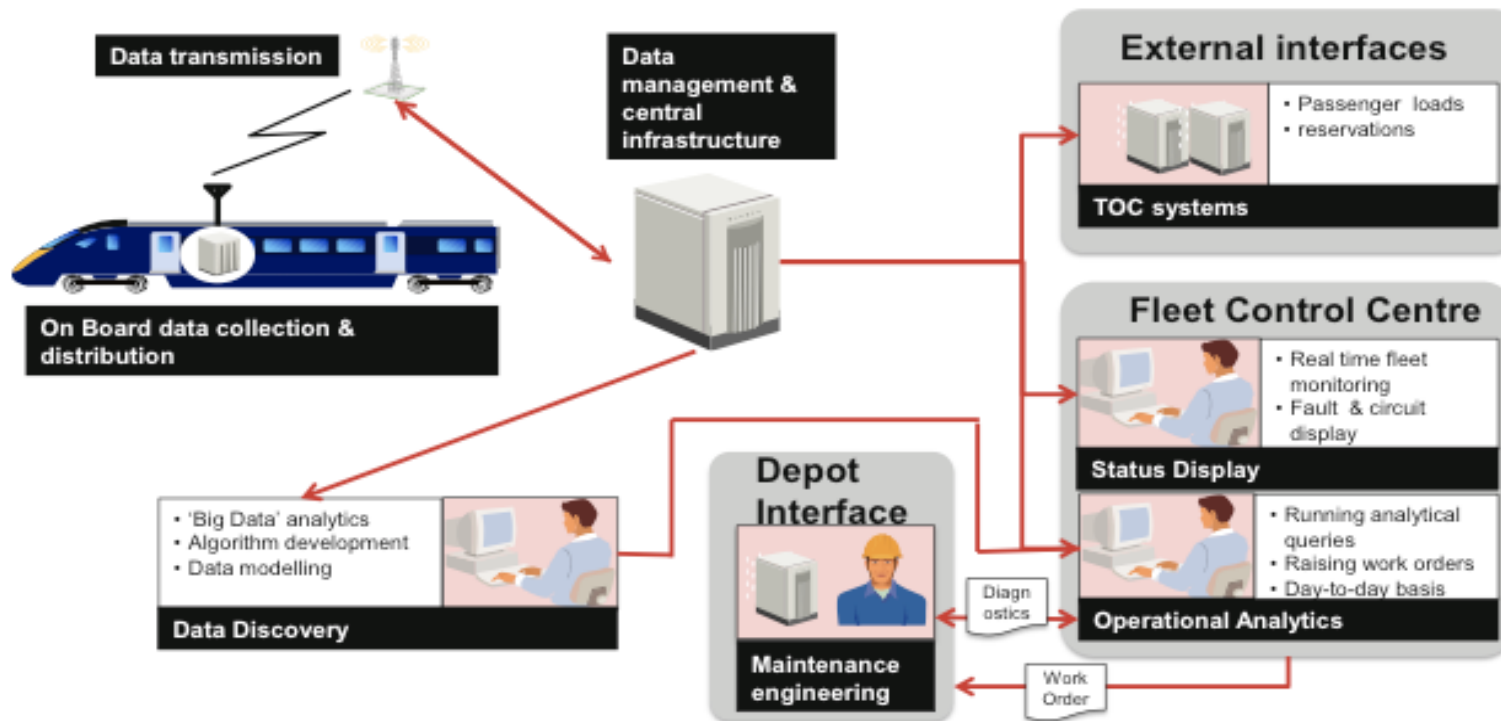 Data transmission
Data
management &
central
infrastructure
On Board data collection &
distribution
External interfaces
• Passenger loads
• reservations
TOC systems
Fleet Control Centre
• Real time fleet
monitoring
• Fault & circuit
display
Status Display
• Running analytical
queries
• Raising work orders
• Day-to-day basis
Operational Analytics
• 'Big Data' analytics
• Algorithm development
• Data modelling
Data Discovery
Depot
Interface
Maintenance
engineering
Diagn
ostics
Work
Order